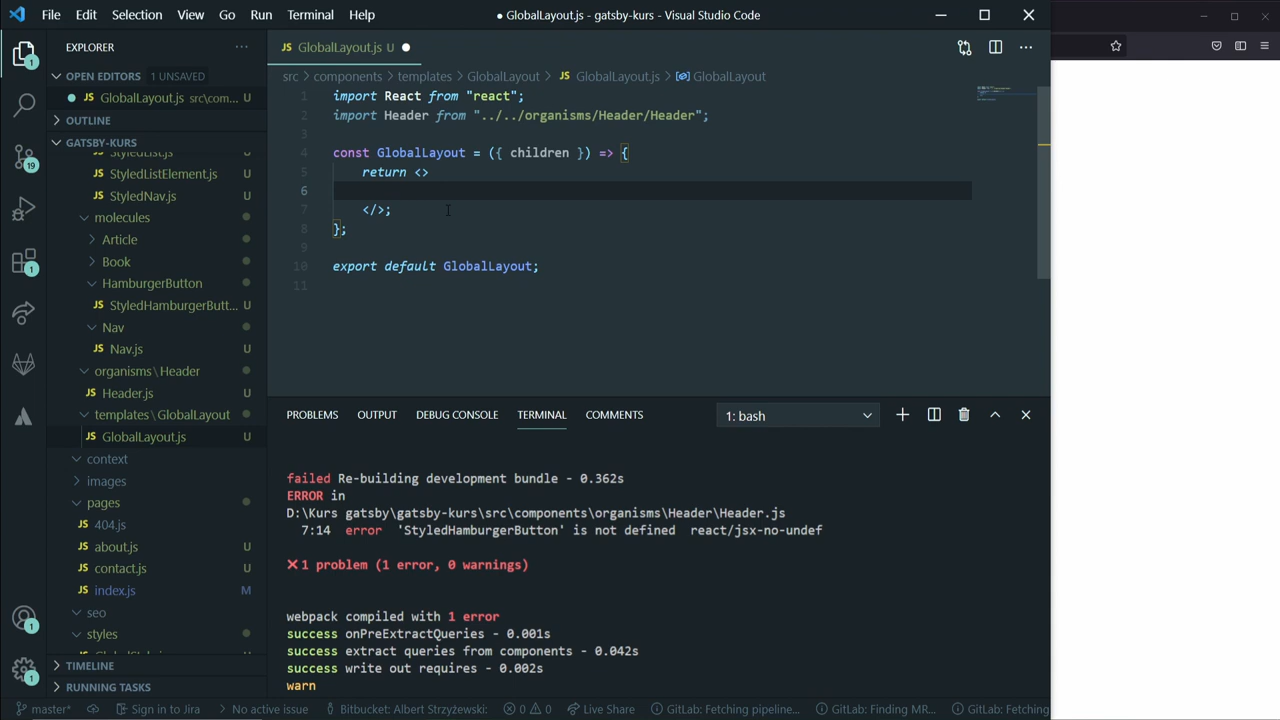 File Edit Selection View Go Run Terminal Help
GlobalLayout.js - gatsby-kurs - Visual Studio Code
EXPLORER
OPEN EDITORS 1 UNSAVED
GlobalLayout.js src\com...
OUTLINE
GATSBY-KURS
StyledList.js U
StyledListElement.js U
StyledNav.js U
molecules
Article
Book
HamburgerButton
StyledHamburgerButt... U
Nav
Nav.js U
organisms\Header
Header.js U
templates\GlobalLayout
GlobalLayout.js U
context
images
pages
404.js U
about.js U
contact.js U
index.js M
seo
styles
TIMELINE
RUNNING TASKS
JS GlobalLayout.js U
src components templates GlobalLayout JS GlobalLayout.js GlobalLayout
1 import React from "react";
2 import Header from "../../organisms/Header/Header";
3
4 const GlobalLayout = ({ children }) => {
5 return <>
6
7 </>;
8 };
9
10 export default GlobalLayout;
11
PROBLEMS OUTPUT DEBUG CONSOLE TERMINAL COMMENTS 1: bash
failed Re-building development bundle - 0.362s
ERROR in
D:\Kurs gatsby\gatsby-kurs\src\components\organisms\Header\Header.js
7:14 error 'StyledHamburgerButton' is not defined react/jsx-no-undef
❌1 problem (1 error, 0 warnings)
webpack compiled with 1 error
success onPreExtractQueries - 0.001s
success extract queries from components - 0.042s
success write out requires - 0.002s
warn
master* Sign in to Jira No active issue Bitbucket: Albert Strzyżewski: 0 0 Live Share GitLab: Fetching pipeline... GitLab: Finding MR... GitLab: Fetching